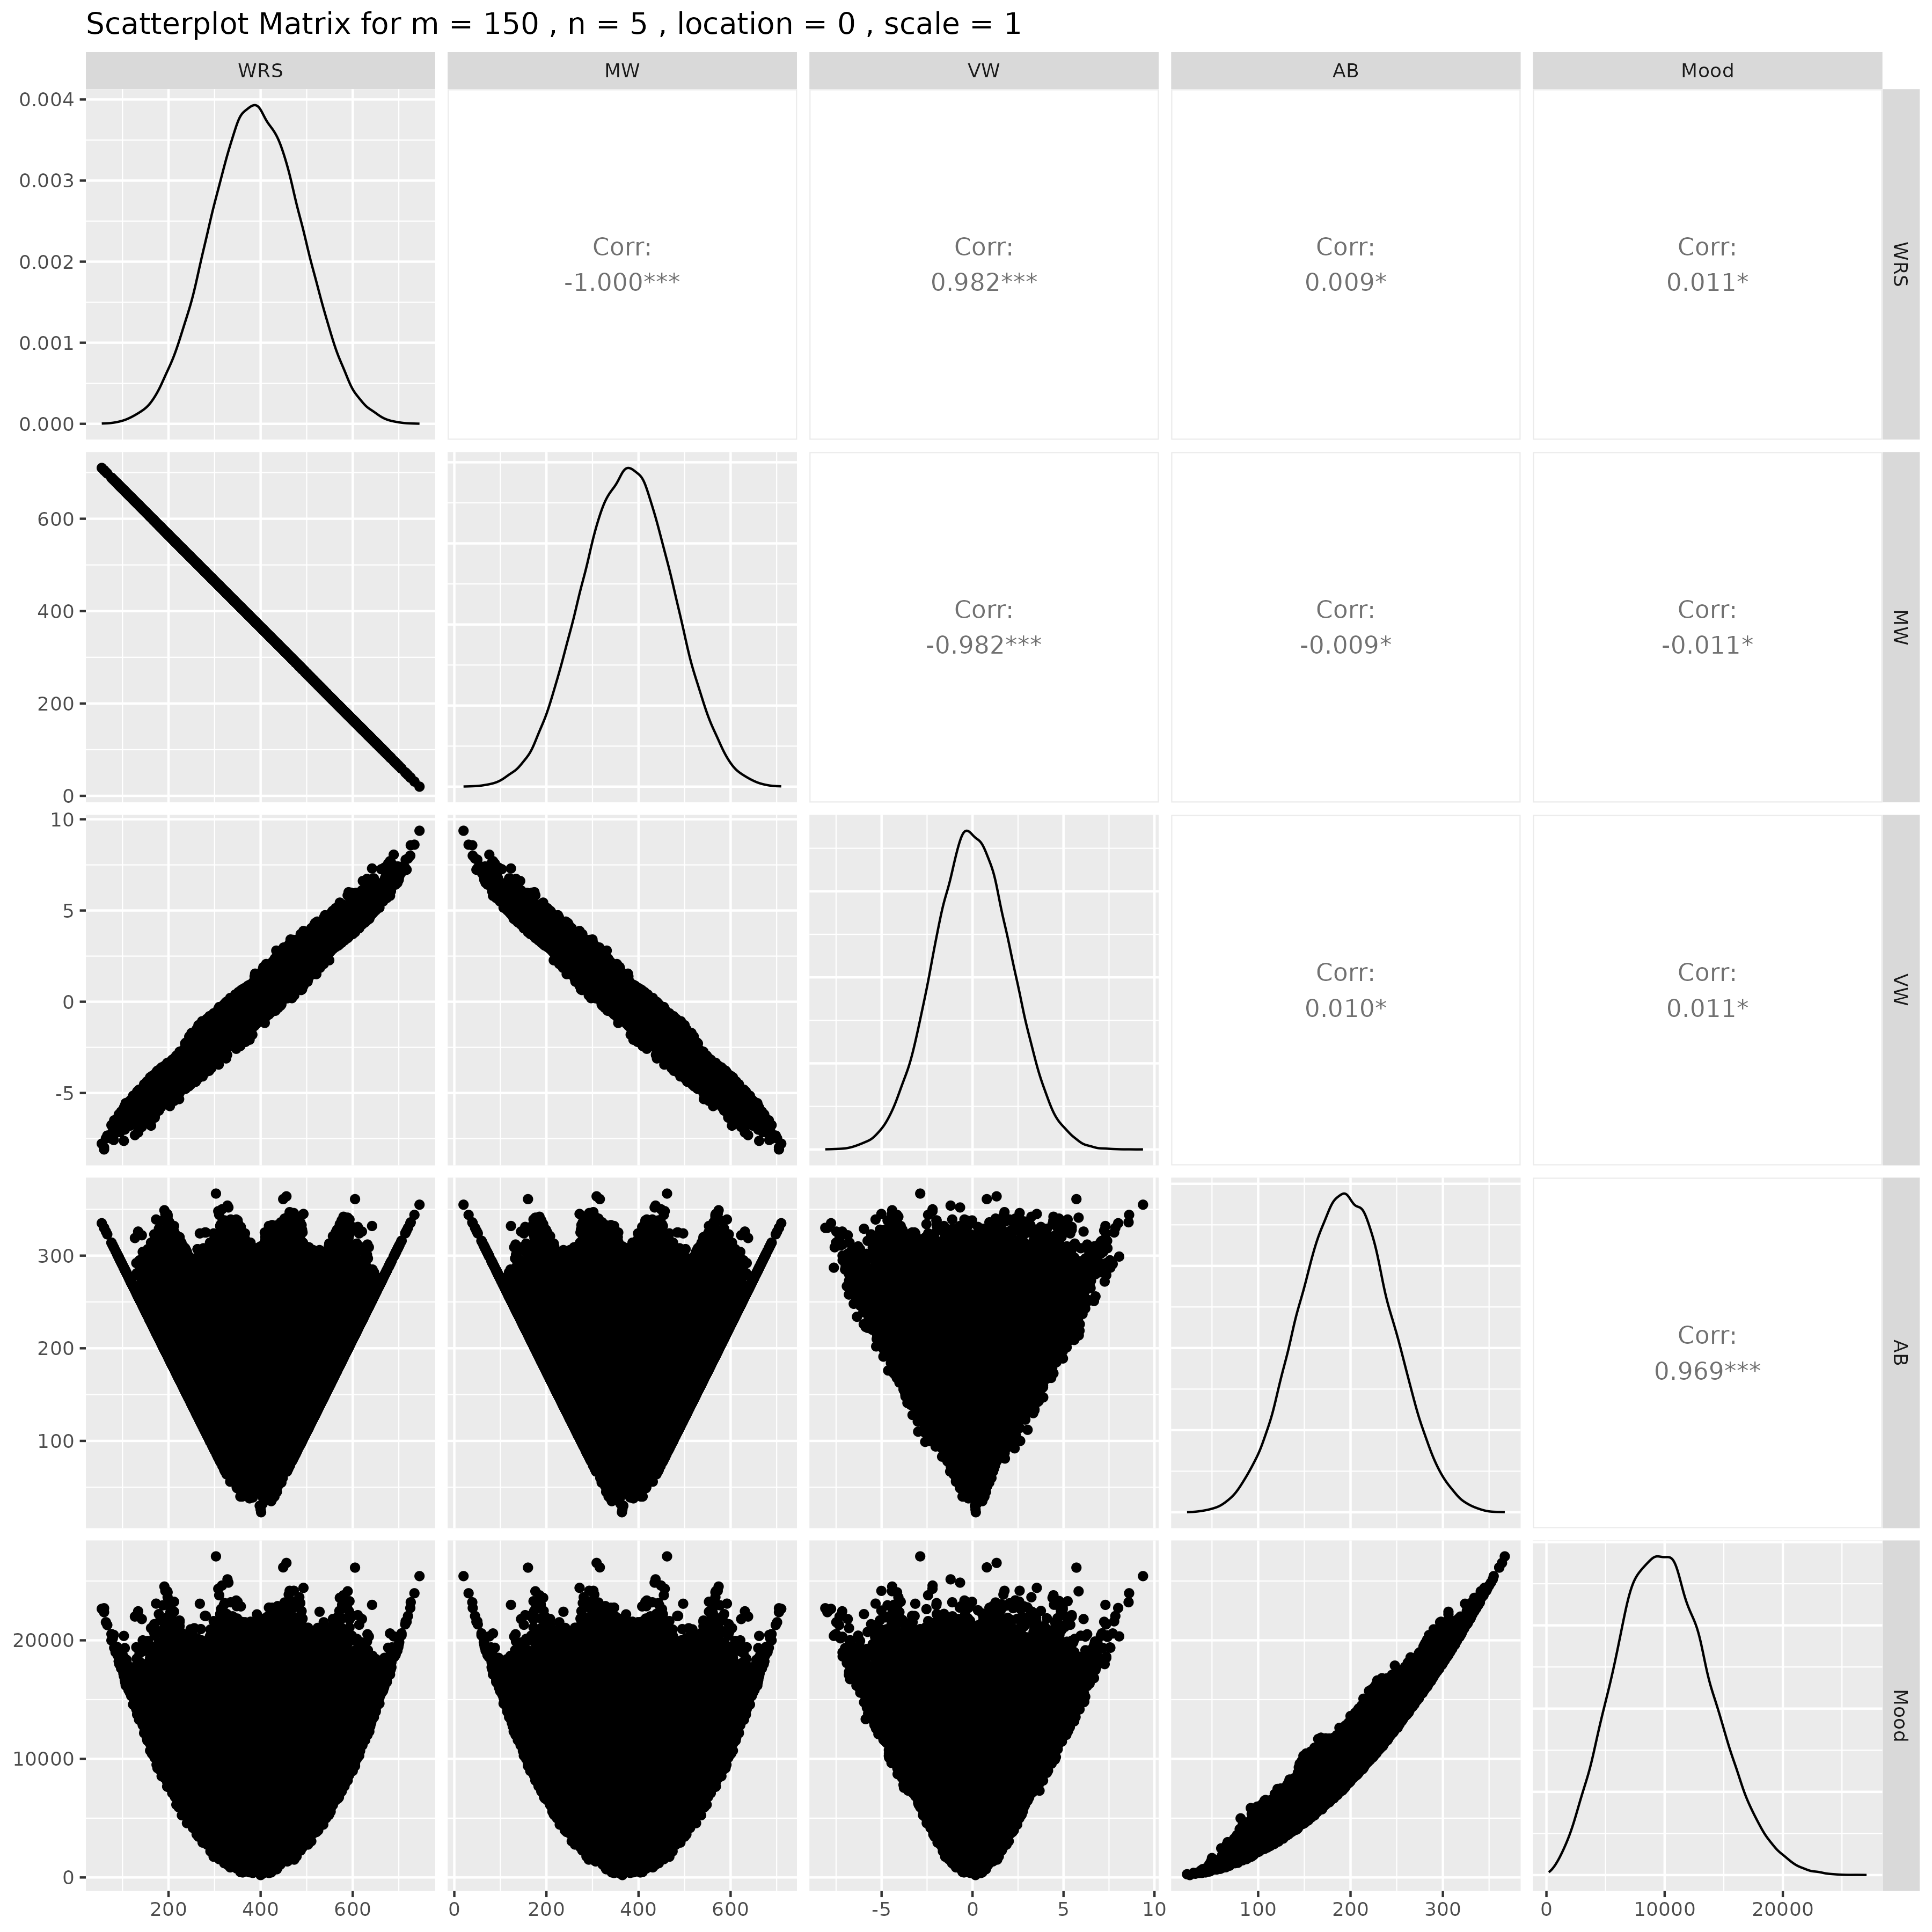 Scatterplot Matrix for m = 150 , n = 5 , location = 0 , scale = 1
WRS
MW
VW
AB
Mood
0.004
0.003
0.002
0.001
0.000
Corr:
-1.000***
Corr:
0.982***
Corr:
0.009*
Corr:
0.011*
WRS
600
400
200
0
Corr:
-0.982***
Corr:
-0.009*
Corr:
-0.011*
MW
10
5
0
-5
Corr:
0.010*
Corr:
0.011*
VW
300
200
100
Corr:
0.969***
AB
20000
10000
0
Mood
200 400 600
0 200 400 600
-5 0 5 10
100 200 300
0 10000 20000